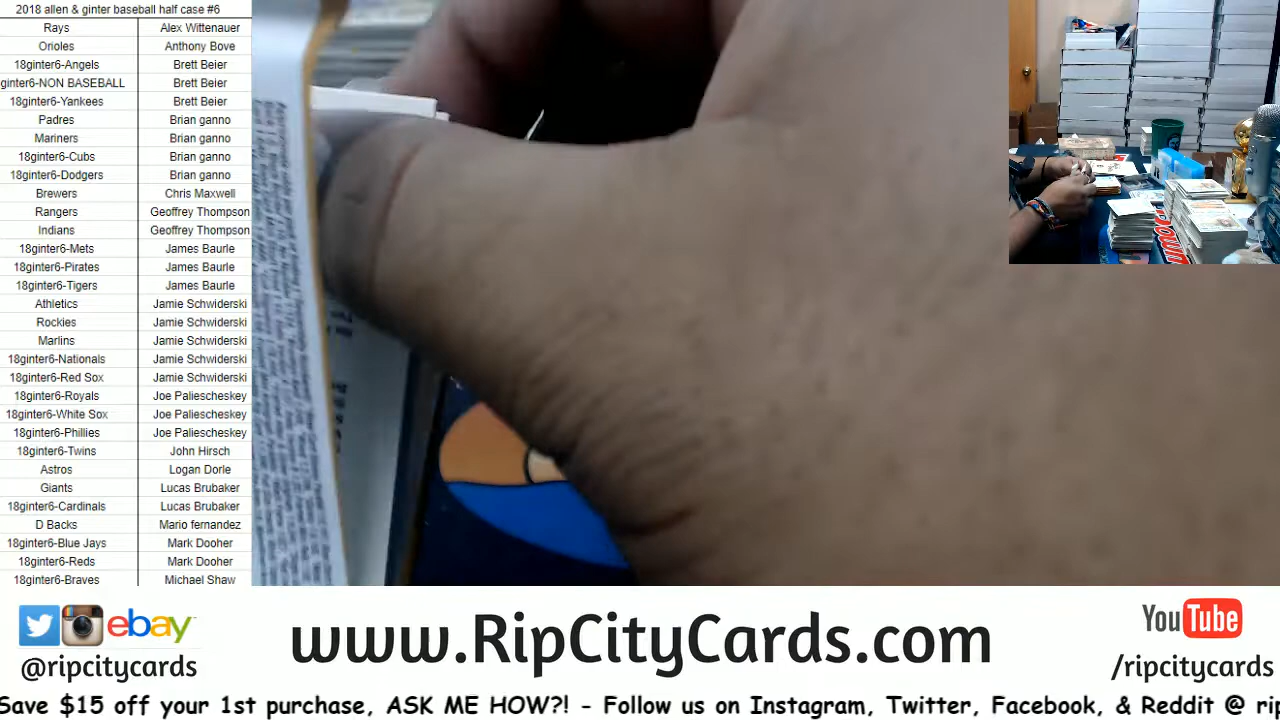 2018 allen & ginter baseball half case #6
Rays Alex Wittenauer
Orioles Anthony Bove
18ginter6-Angels Brett Beier
ginter6-NON BASEBALL Brett Beier
18ginter6-Yankees Brett Beier
Padres Brian ganno
Mariners Brian ganno
18ginter6-Cubs Brian ganno
18ginter6-Dodgers Brian ganno
Brewers Chris Maxwell
Rangers Geoffrey Thompson
Indians Geoffrey Thompson
18ginter6-Mets James Baurle
18ginter6-Pirates James Baurle
18ginter6-Tigers James Baurle
Athletics Jamie Schwiderski
Rockies Jamie Schwiderski
Marlins Jamie Schwiderski
18ginter6-Nationals Jamie Schwiderski
18ginter6-Red Sox Jamie Schwiderski
18ginter6-Royals Joe Paliescheskey
18ginter6-White Sox Joe Paliescheskey
18ginter6-Phillies Joe Paliescheskey
18ginter6-Twins John Hirsch
Astros Logan Dorle
Giants Lucas Brubaker
18ginter6-Cardinals Lucas Brubaker
D Backs Mario fernandez
18ginter6-Blue Jays Mark Dooher
18ginter6-Reds Mark Dooher
18ginter6-Braves Michael Shaw
ebay
@ripcitycards
www.RipCityCards.com
YouTube
/ripcitycards
Save $15 off your 1st purchase, ASK ME HOW?! - Follow us on Instagram, Twitter, Facebook, & Reddit @ rip